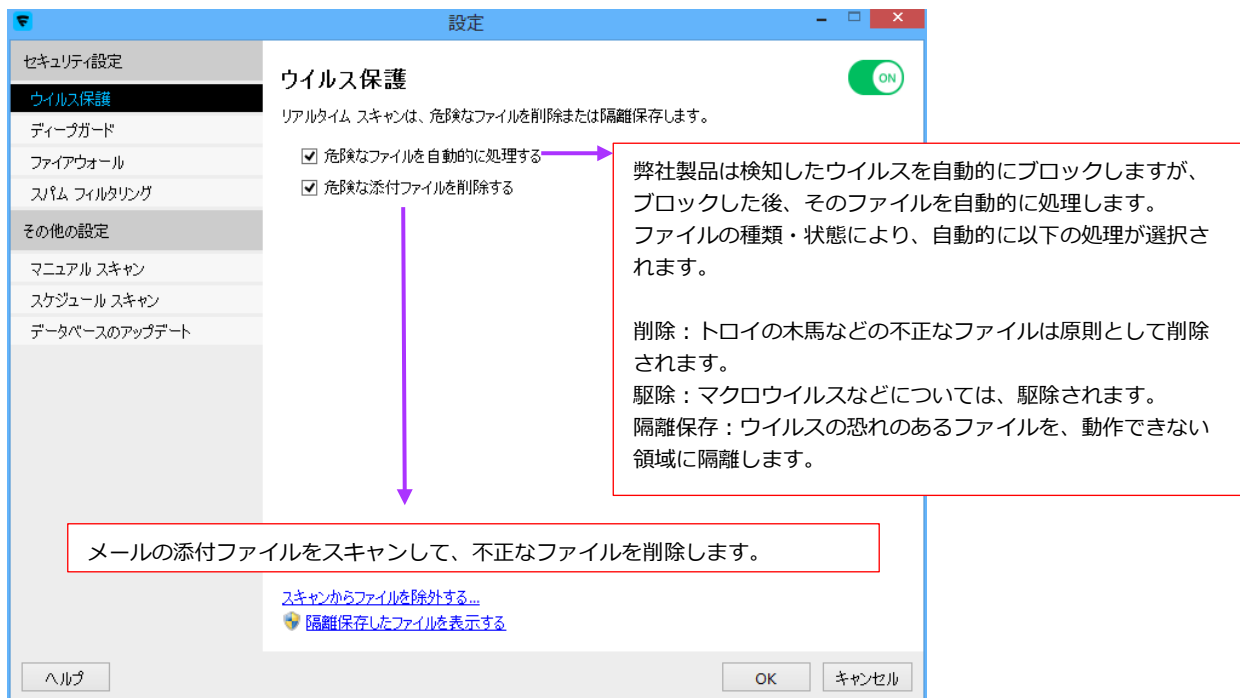 設定
セキュリティ設定
ウイルス保護
ディープガード
ファイアウォール
スパム フィルタリング
その他の設定
マニュアル スキャン
スケジュール スキャン
データベースのアップデート
ウイルス保護
ON
リアルタイム スキャンは、危険なファイルを削除または隔離保存します。
危険なファイルを自動的に処理する
危険な添付ファイルを削除する
弊社製品は検知したウイルスを自動的にブロックしますが、
ブロックした後、そのファイルを自動的に処理します。
ファイルの種類・状態により、自動的に以下の処理が選択さ
れます。
削除：トロイの木馬などの不正なファイルは原則として削除
されます。
駆除：マクロウイルスなどについては、駆除されます。
隔離保存：ウイルスの恐れのあるファイルを、動作できない
領域に隔離します。
メールの添付ファイルをスキャンして、不正なファイルを削除します。
スキャンからファイルを除外する...
隔離保存したファイルを表示する
ヘルプ
OK
キャンセル